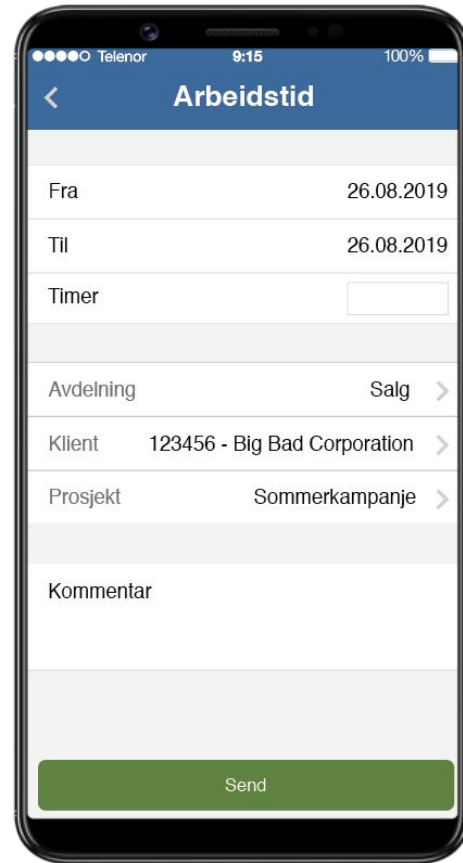 Telenor 9:15 100%
Arbeidstid
Fra 26.08.2019
Til 26.08.2019
Timer
Avdelning Salg
Klient 123456 - Big Bad Corporation
Prosjekt Sommerkampanje
Kommentar
Send